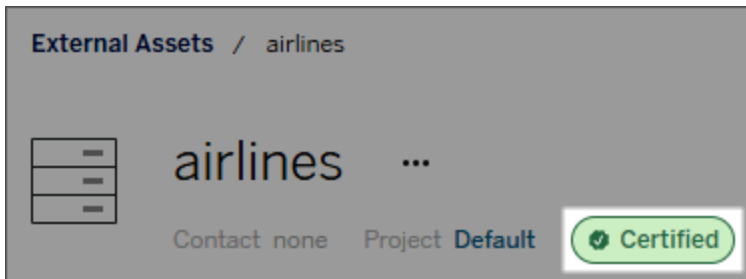 External Assets / airlines
airlines ...
Contact none Project Default Certified